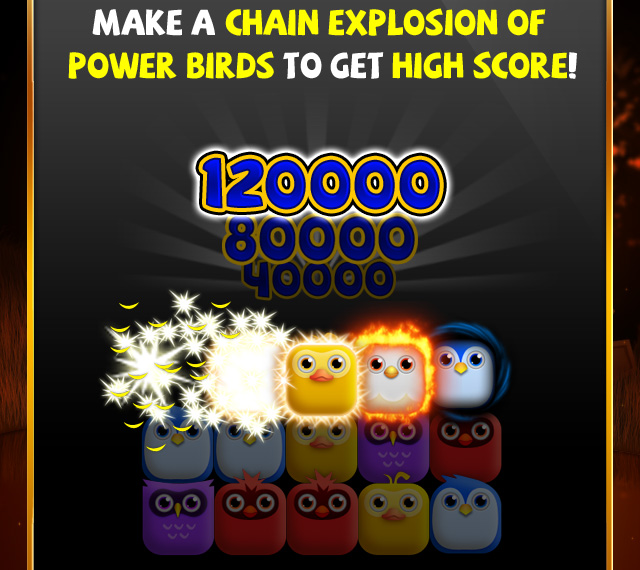 MAKE A CHAIN EXPLOSION OF
POWER BIRDS TO GET HIGH SCORE!
120000
80000
40000